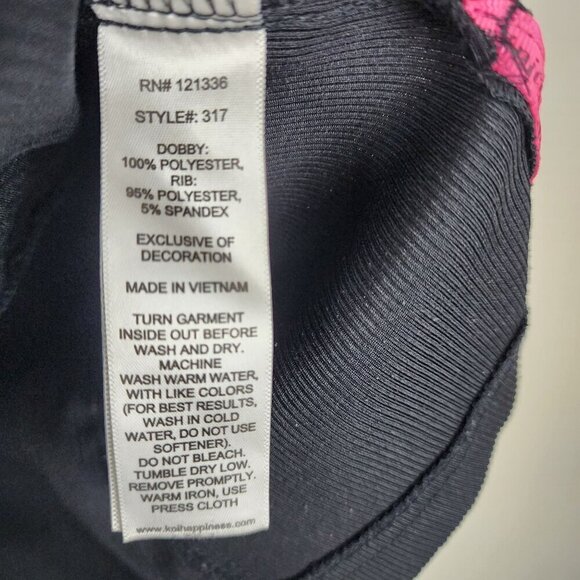 RN# 121336
STYLE#: 317
DOBBY:
100% POLYESTER,
RIB:
95% POLYESTER,
5% SPANDEX
EXCLUSIVE OF
DECORATION
MADE IN VIETNAM
TURN GARMENT
INSIDE OUT BEFORE
WASH AND DRY.
MACHINE
WASH WARM WATER,
WITH LIKE COLORS
(FOR BEST RESULTS,
WASH IN COLD
WATER, DO NOT USE
SOFTENER).
DO NOT BLEACH.
TUMBLE DRY LOW.
REMOVE PROMPTLY.
WARM IRON, USE
PRESS CLOTH
www.koihappiness.com